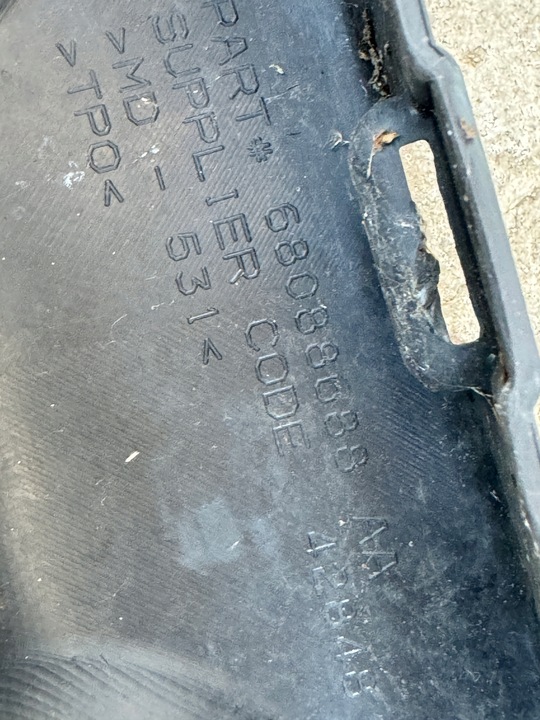 PART* 68088088 AA
SUPPLIER CODE 42848
>MD - 531<
>TPO<